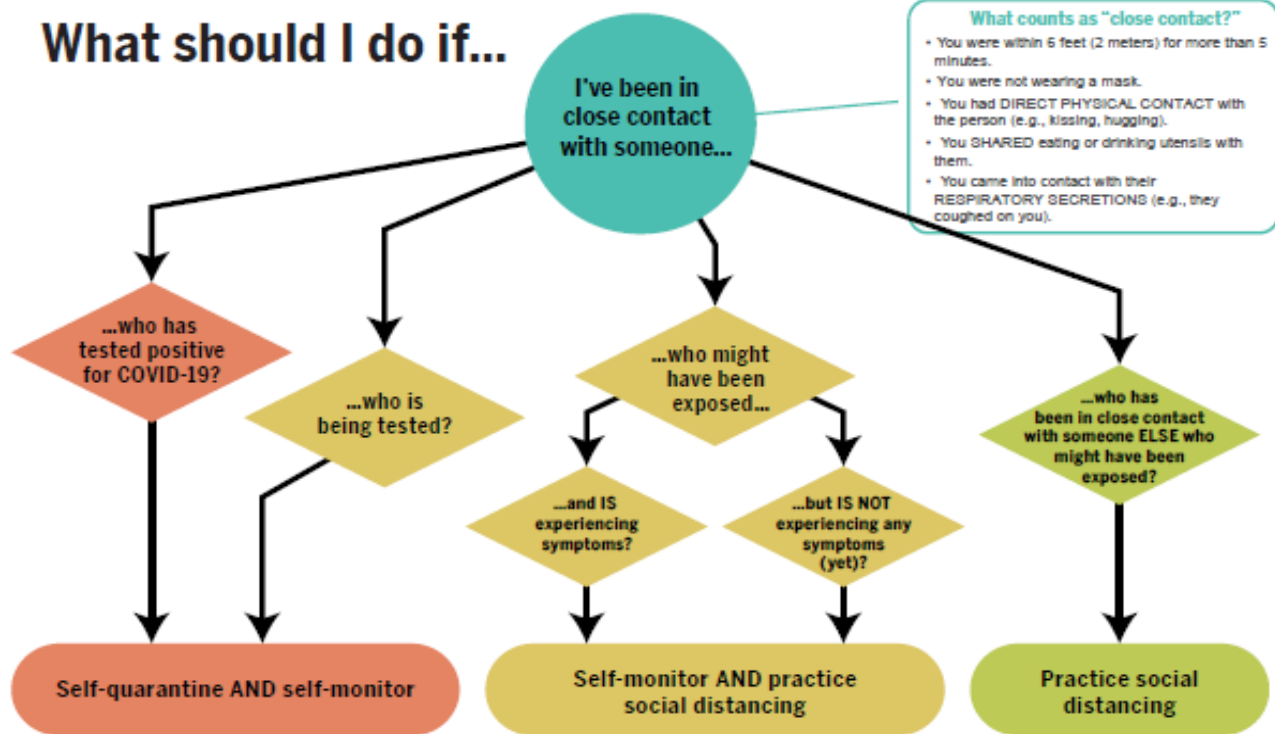 What should I do if...
I've been in
close contact
with someone...
What counts as “close contact?”
• You were within 6 feet (2 meters) for more than 5
minutes.
• You were not wearing a mask.
• You had DIRECT PHYSICAL CONTACT with
the person (e.g., kissing, hugging).
• You SHARED eating or drinking utensils with
them.
• You came into contact with their
RESPIRATORY SECRETIONS (e.g., they
coughed on you).
...who has
tested positive
for COVID-19?
...who is
being tested?
...who might
have been
exposed...
...who has
been in close contact
with someone ELSE who
might have been
exposed?
...and IS
experiencing
symptoms?
...but IS NOT
experiencing any
symptoms
(yet)?
Self-quarantine AND self-monitor
Self-monitor AND practice
social distancing
Practice social
distancing